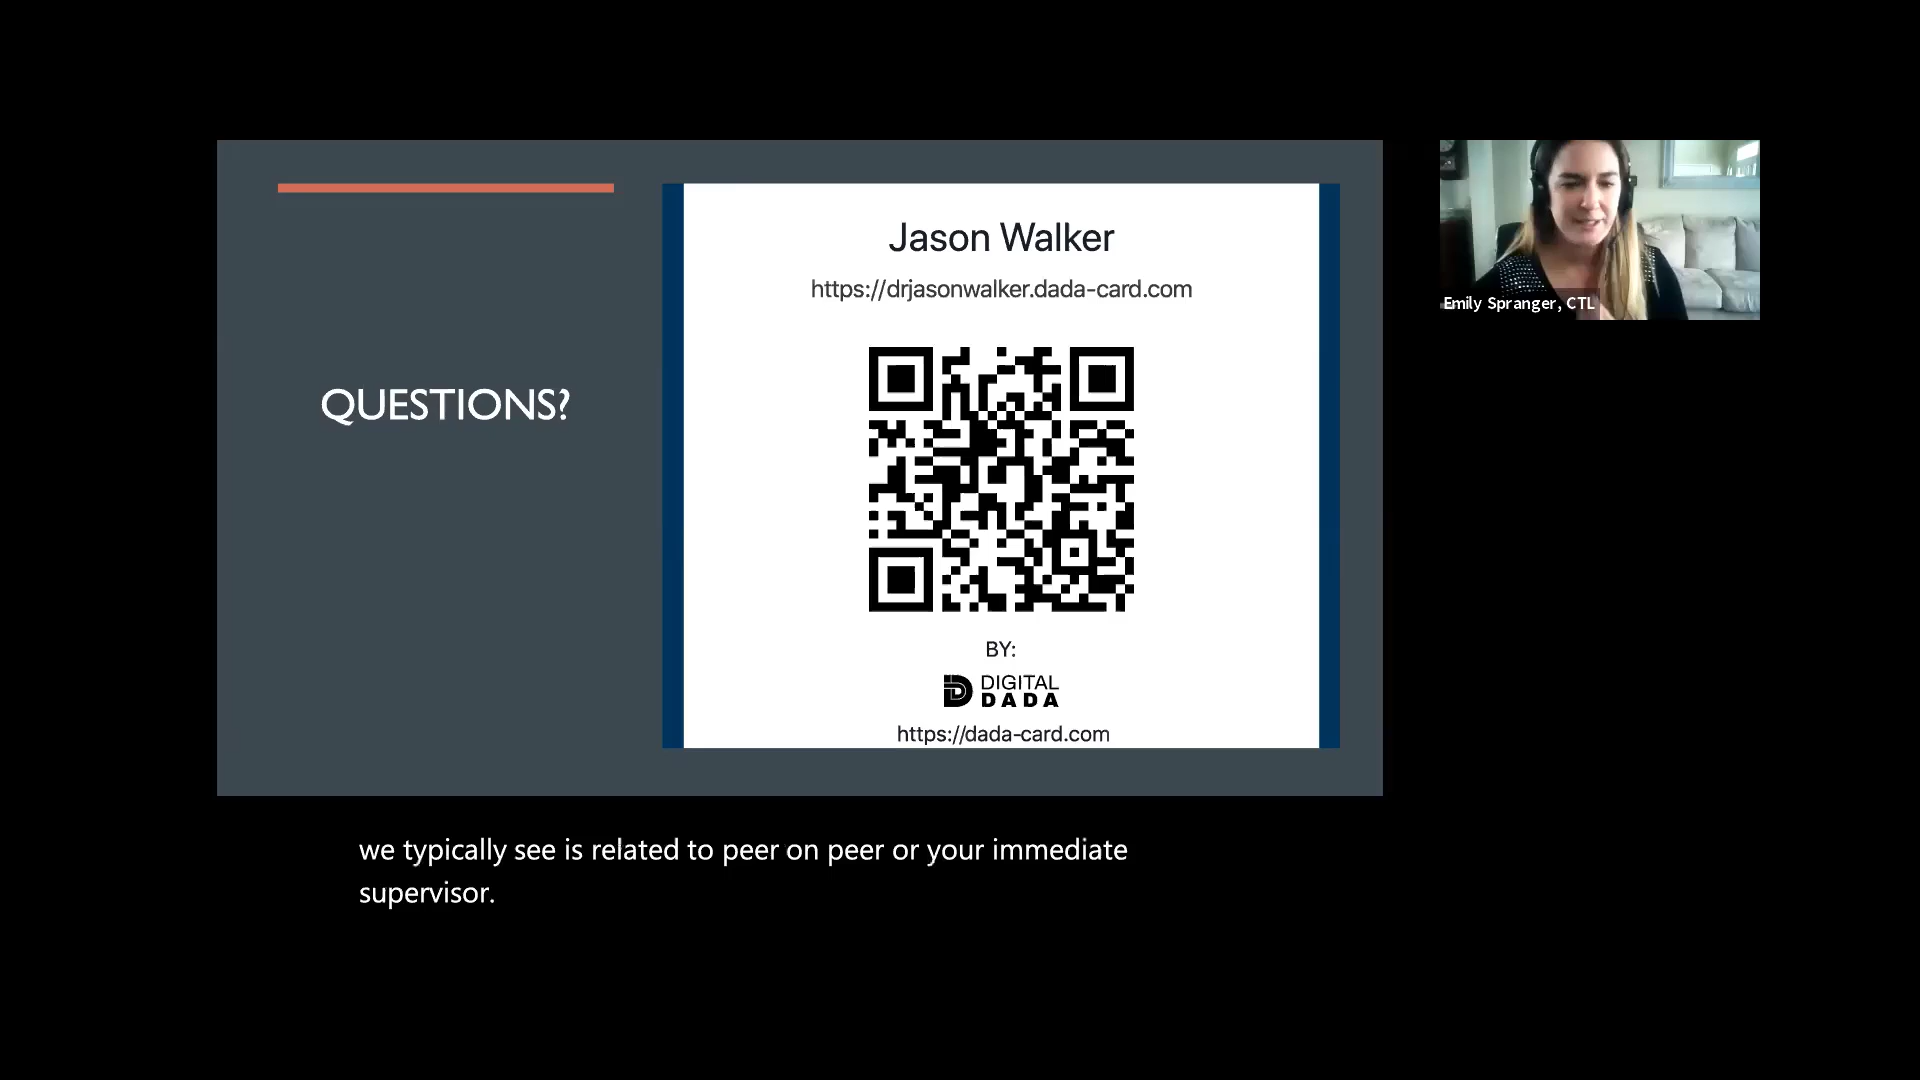 QUESTIONS?
Jason Walker
https://drjasonwalker.dada-card.com
BY:
DIGITAL
DADA
https://dada-card.com
Emily Spranger, CTL
we typically see is related to peer on peer or your immediate
supervisor.